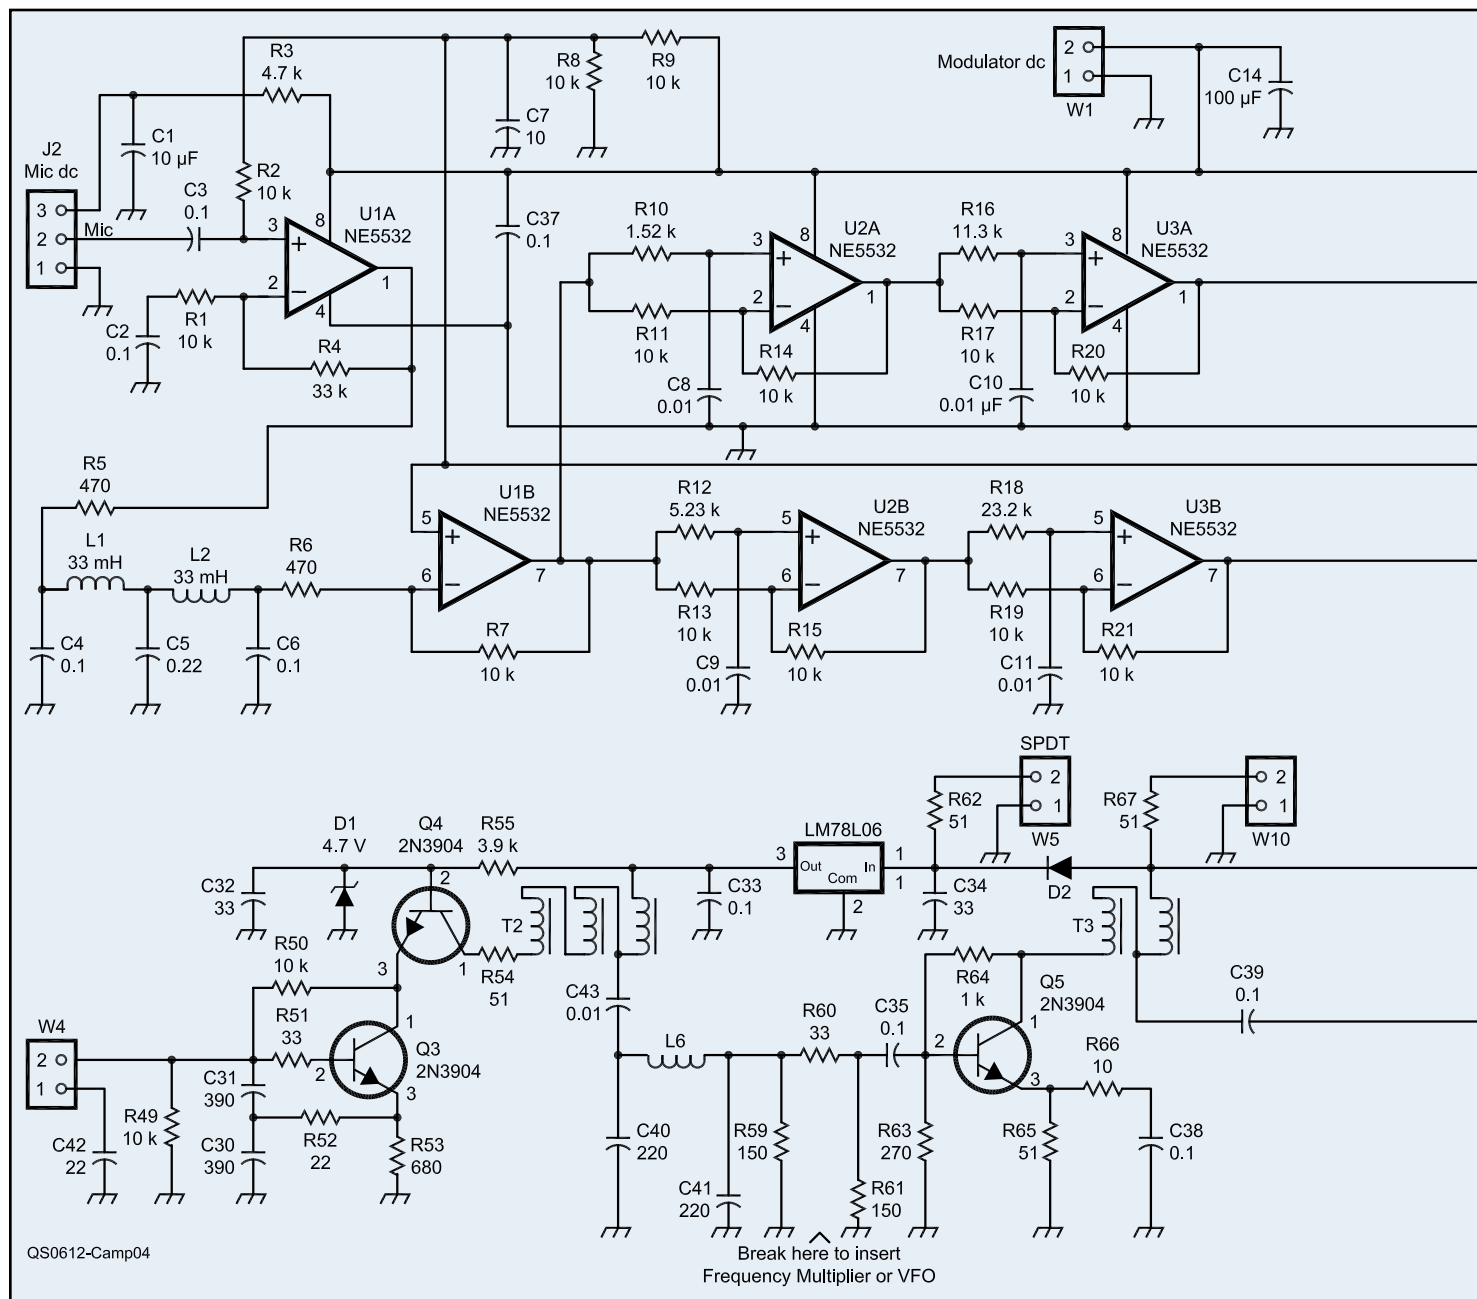 R3
4.7 k
R8
10 k
R9
10 k
Modulator dc
2
1
W1
C14
100 µF
C1
10 µF
C7
10
J2
Mic dc
3
2
1
Mic
R2
10 k
C3
0.1
3
8
2
4
1
U1A
NE5532
C37
0.1
R10
1.52 k
3
8
2
4
1
U2A
NE5532
R16
11.3 k
3
8
2
4
1
U3A
NE5532
C2
0.1
R1
10 k
R4
33 k
R11
10 k
R14
10 k
C8
0.01
R17
10 k
R20
10 k
C10
0.01 µF
R5
470
L1
33 mH
L2
33 mH
R6
470
U1B
NE5532
5
6
7
R7
10 k
R12
5.23 k
5
6
7
U2B
NE5532
R18
23.2 k
5
6
7
U3B
NE5532
C4
0.1
C5
0.22
C6
0.1
R13
10 k
R15
10 k
C9
0.01
R19
10 k
R21
10 k
C11
0.01
SPDT
2
1
W5
R62
51
R67
51
2
1
W10
D1
4.7 V
Q4
2N3904
R55
3.9 k
LM78L06
3
Out
In
Com
1
1
2
C32
33
2
3
1
T2
C33
0.1
C34
33
D2
T3
R50
10 k
R54
51
C43
0.01
R64
1 k
Q5
2N3904
C39
0.1
W4
2
1
R51
33
2
1
3
Q3
2N3904
L6
R60
33
C35
0.1
2
1
3
R66
10
C31
390
R49
10 k
C42
22
C30
390
R52
22
R53
680
C40
220
R59
150
C41
220
R61
150
R63
270
R65
51
C38
0.1
QS0612-Camp04
Break here to insert
Frequency Multiplier or VFO